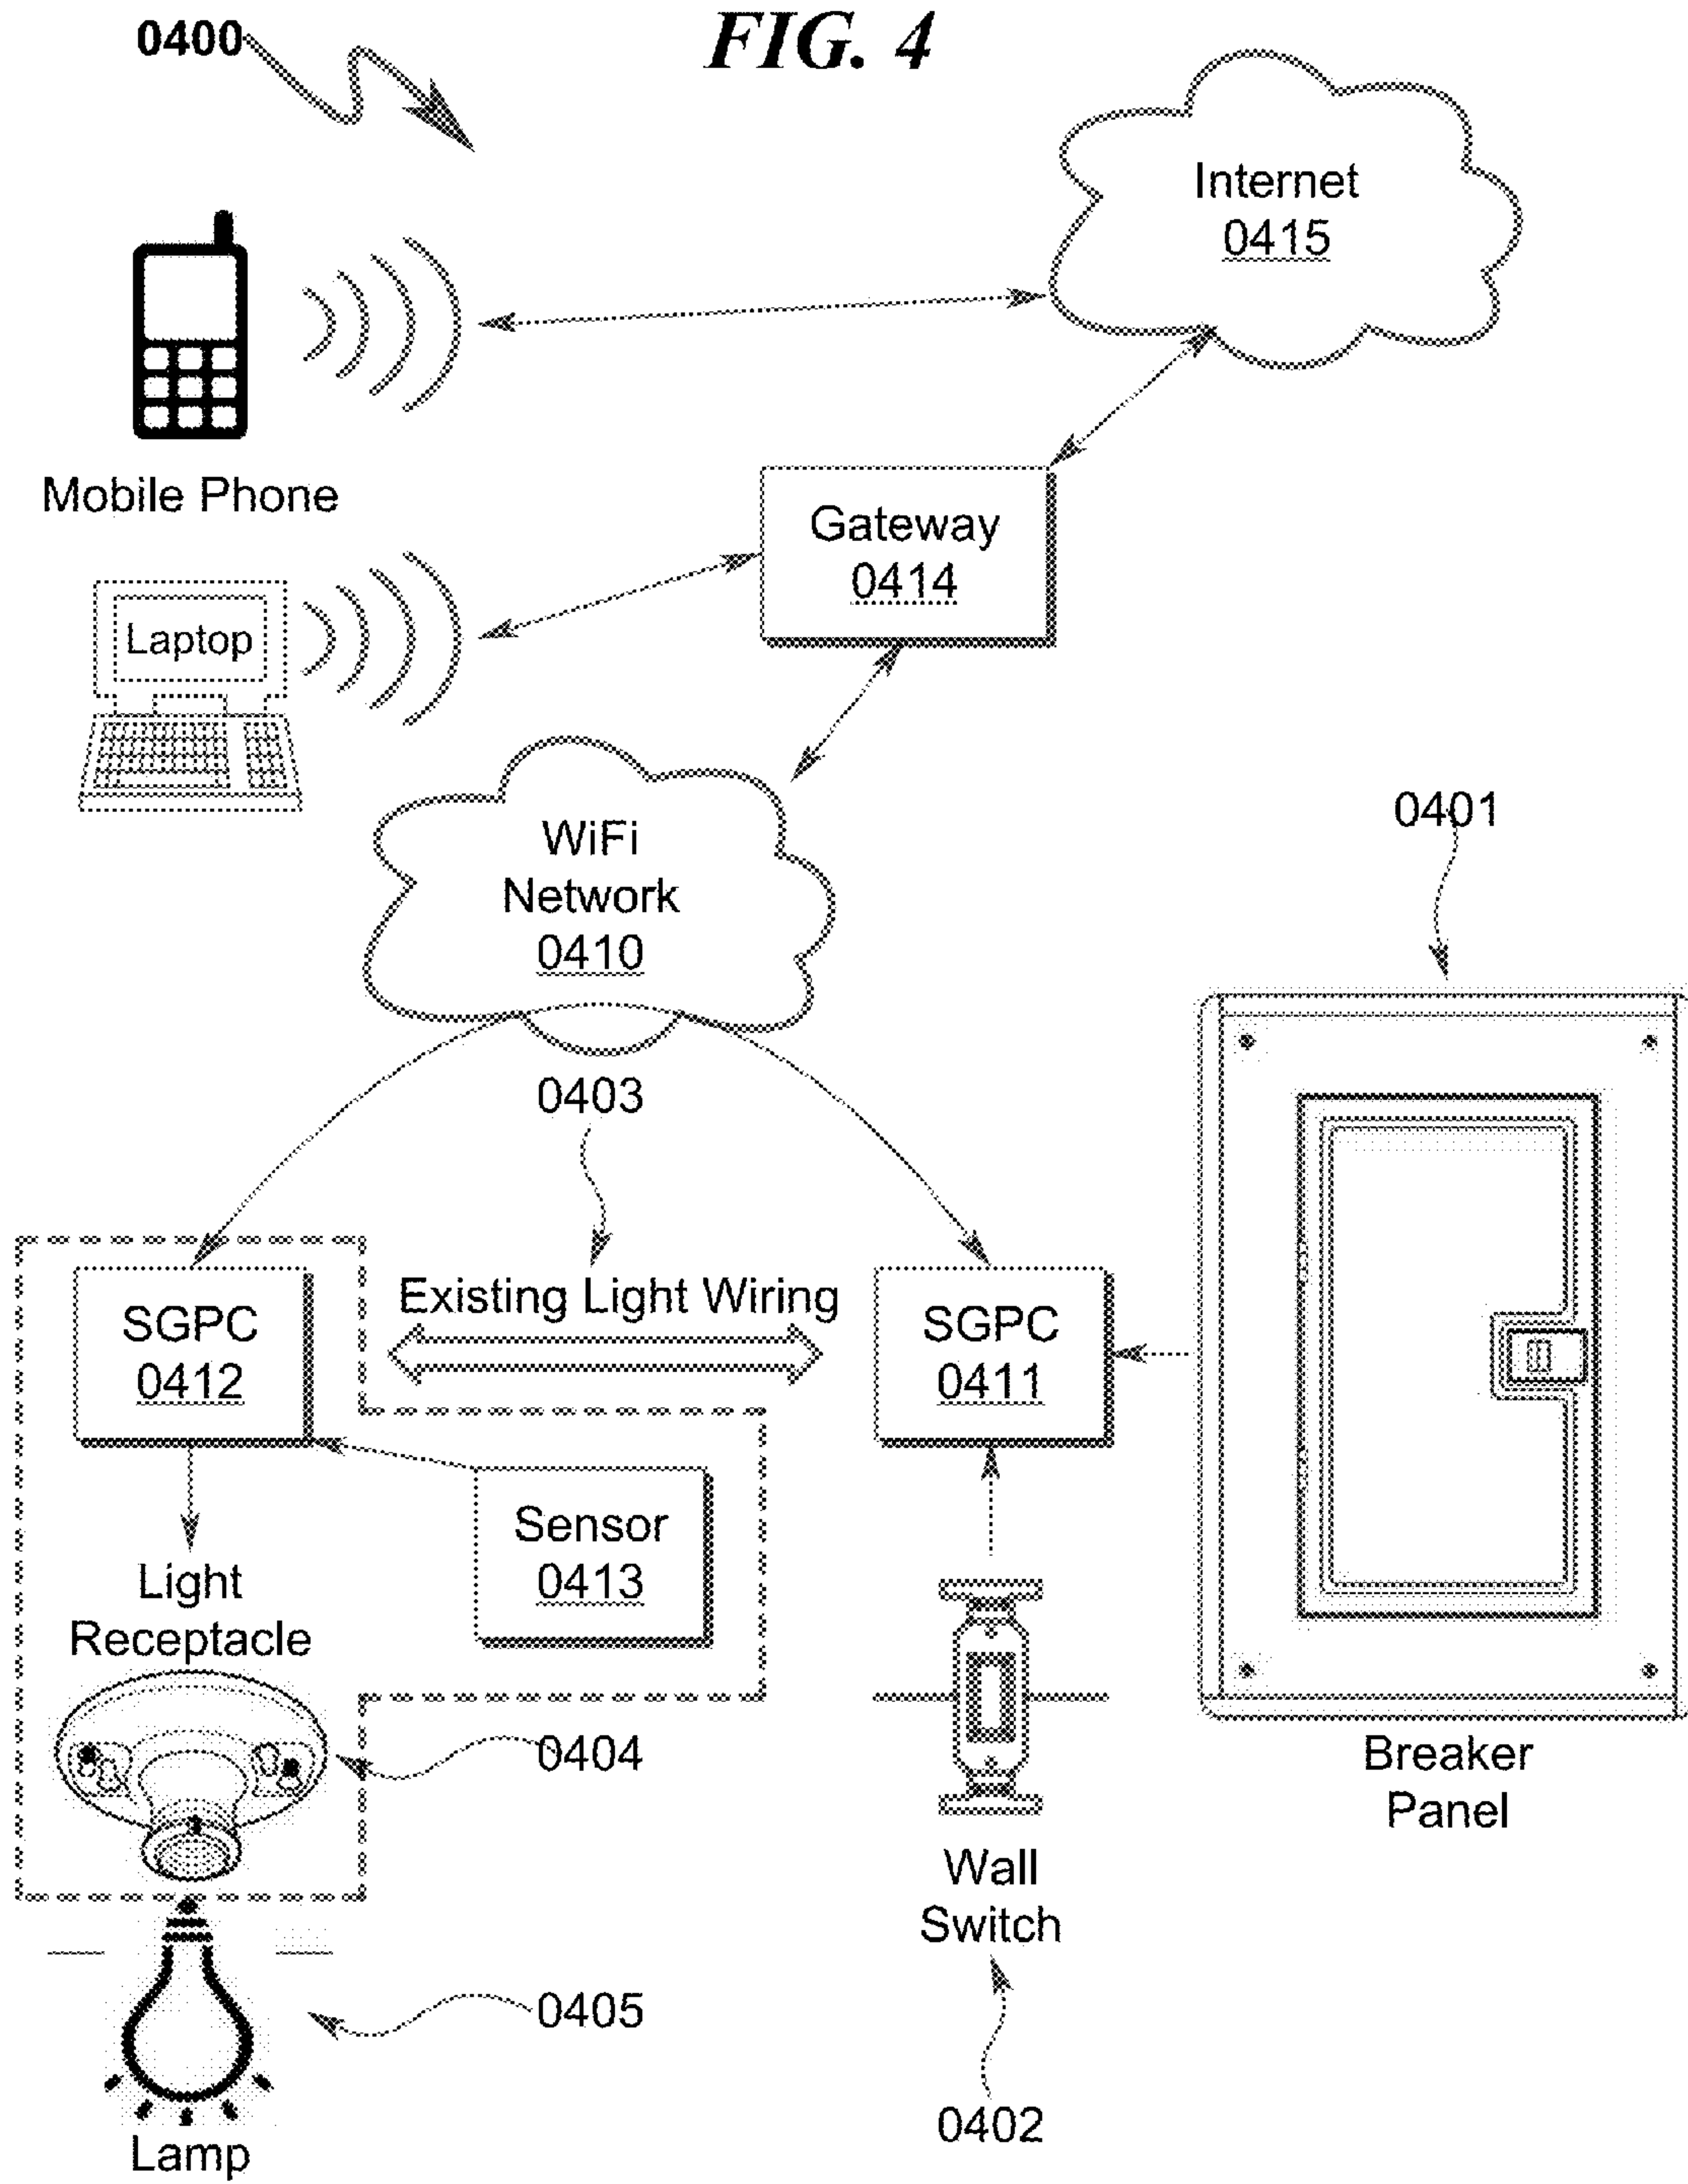 FIG. 4
0400
Internet
0415
Mobile Phone
Gateway
0414
Laptop
WiFi
Network
0410
0401
0403
Existing Light Wiring
SGPC
0412
SGPC
0411
Sensor
0413
Light
Receptacle
0404
Breaker
Panel
Wall
Switch
0405
0402
Lamp